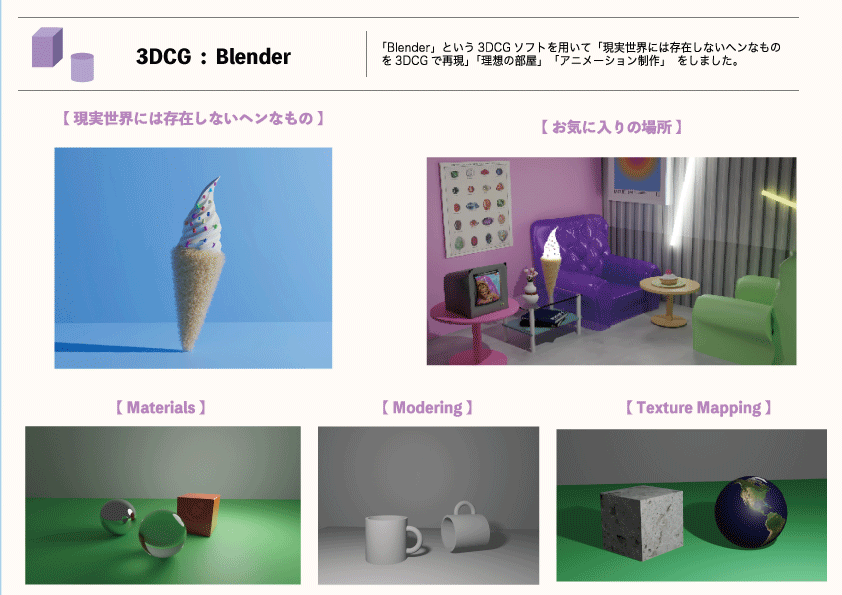 3DCG : Blender
「Blender」という 3DCG ソフトを用いて「現実世界には存在しないヘンなもの
を 3DCG で再現」「理想の部屋」「アニメーション制作」 をしました。
【 現実世界には存在しないヘンなもの 】
【 お気に入りの場所 】
【 Materials 】
【 Modering 】
【 Texture Mapping 】